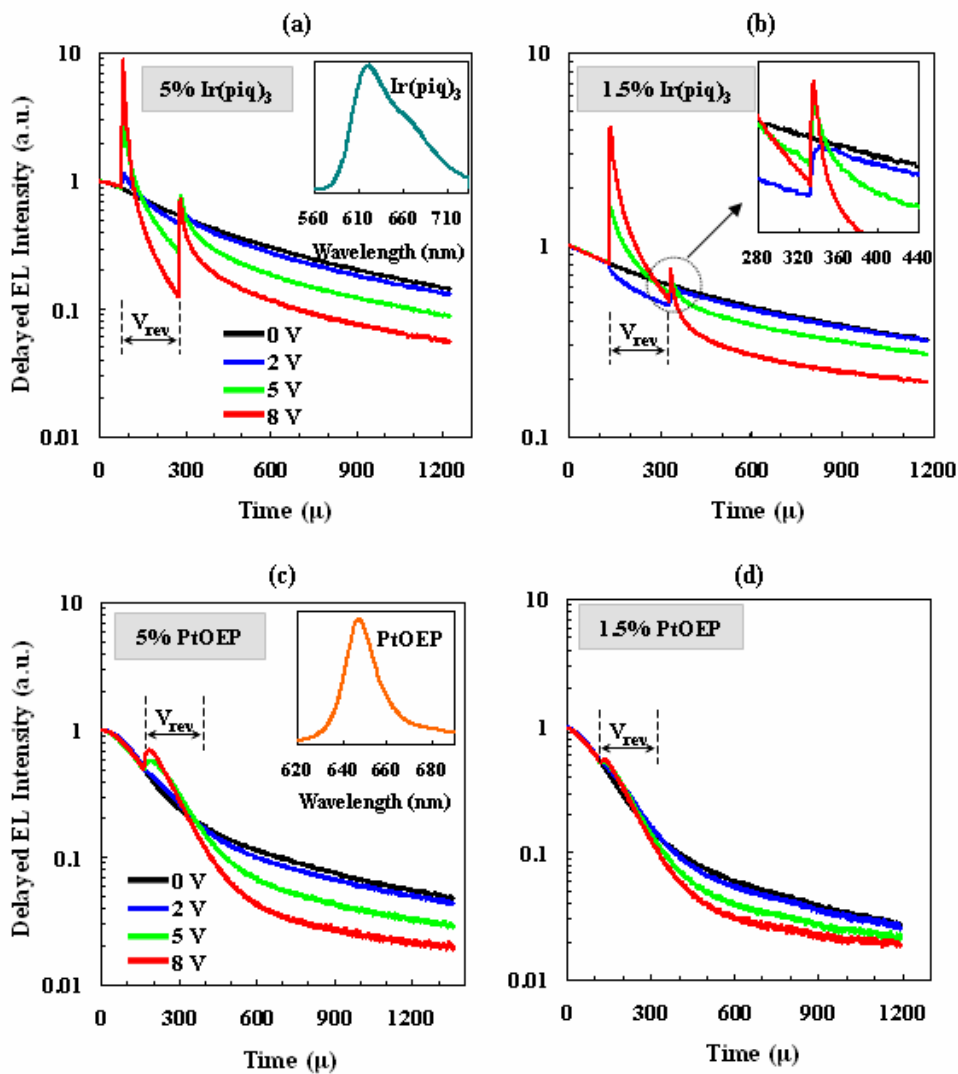 (a)
(b)
10
1
0.1
0.01
5% Ir(piq)₃
Ir(piq)₃
560 610 660 710
Wavelength (nm)
Vrev
0 V
2 V
5 V
8 V
0 300 600 900 1200
Time (μ)
Delayed EL Intensity (a.u.)
10
1
0.1
1.5% Ir(piq)₃
280 320 360 400 440
Vrev
0 300 600 900 1200
Time (μ)
(c)
(d)
10
1
0.1
0.01
5% PtOEP
PtOEP
620 640 660 680
Wavelength (nm)
Vrev
0 V
2 V
5 V
8 V
0 300 600 900 1200
Time (μ)
Delayed EL Intensity (a.u.)
10
1
0.1
0.01
1.5% PtOEP
Vrev
0 300 600 900 1200
Time (μ)